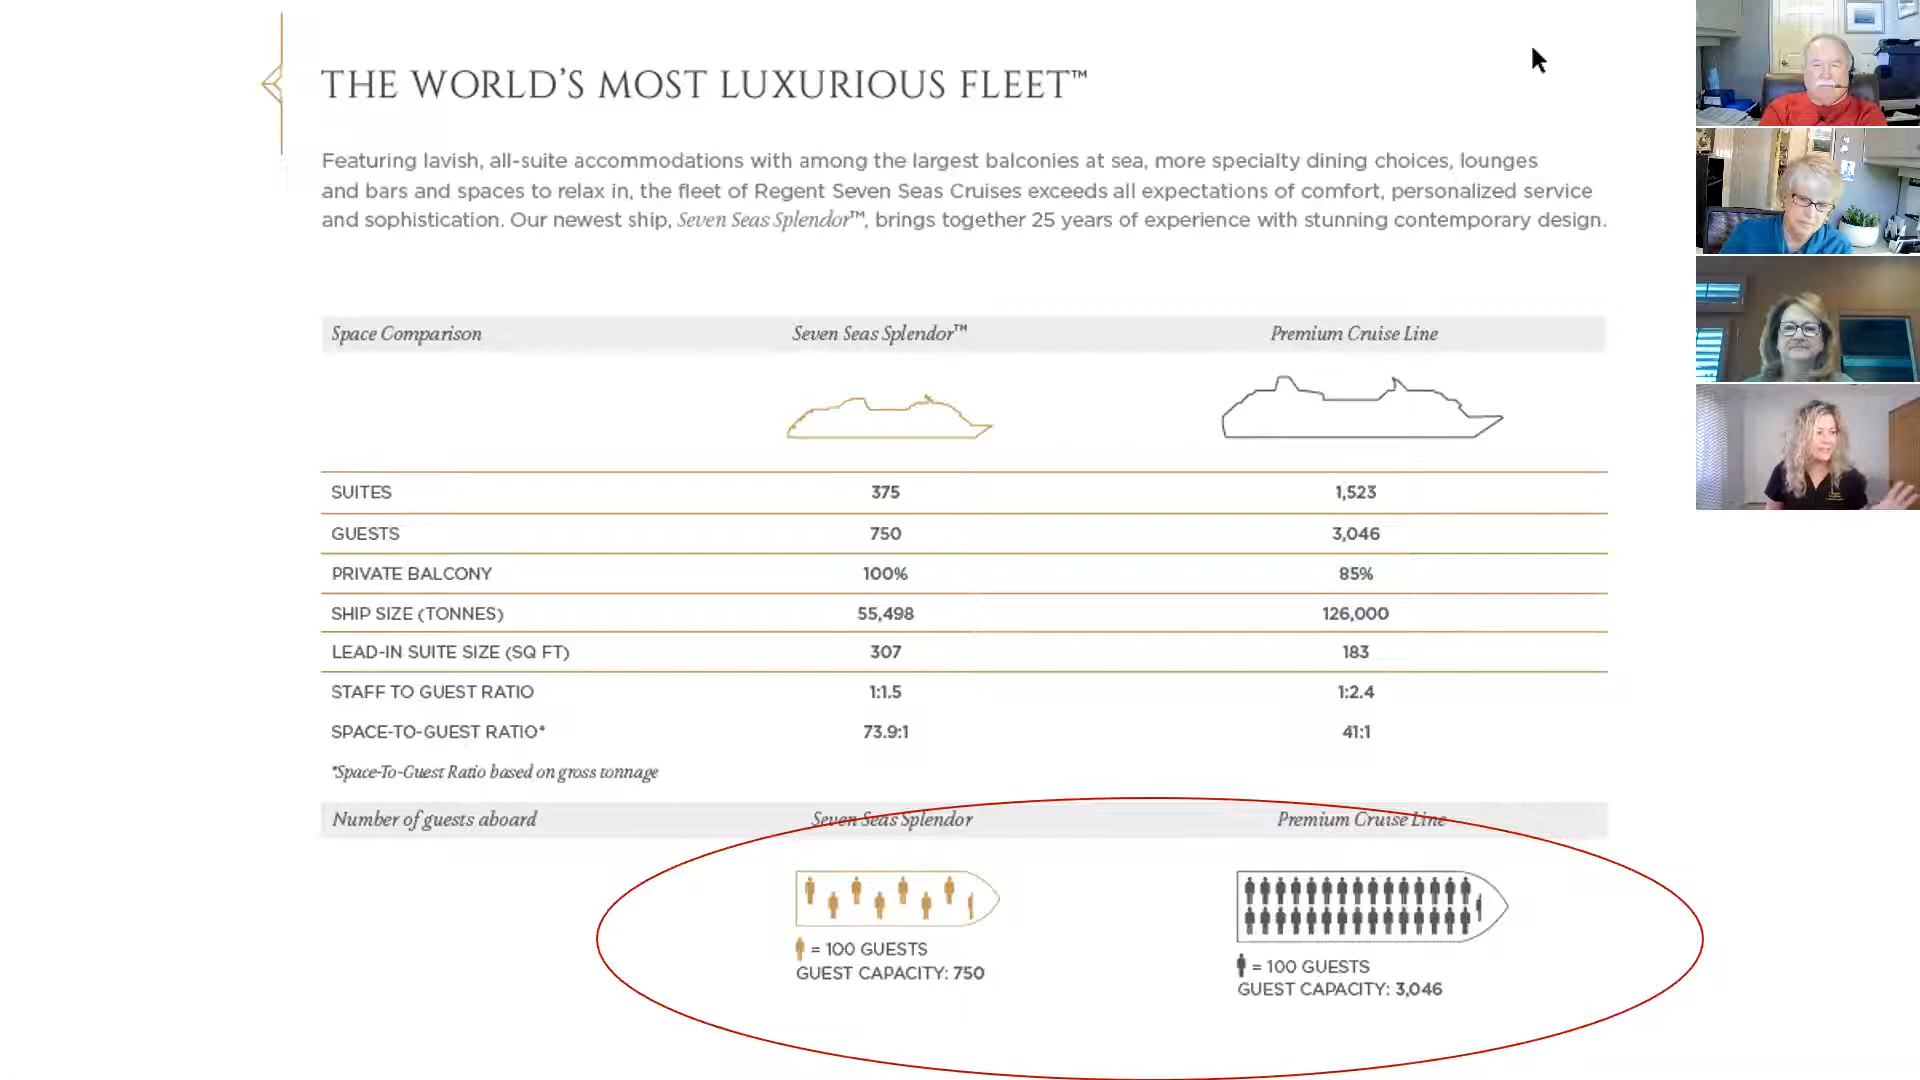 THE WORLD'S MOST LUXURIOUS FLEET™
Featuring lavish, all-suite accommodations with among the largest balconies at sea, more specialty dining choices, lounges
and bars and spaces to relax in, the fleet of Regent Seven Seas Cruises exceeds all expectations of comfort, personalized service
and sophistication. Our newest ship, Seven Seas Splendor™, brings together 25 years of experience with stunning contemporary design.
Space Comparison Seven Seas Splendor™ Premium Cruise Line
SUITES 375 1,523
GUESTS 750 3,046
PRIVATE BALCONY 100% 85%
SHIP SIZE (TONNES) 55,498 126,000
LEAD-IN SUITE SIZE (SQ FT) 307 183
STAFF TO GUEST RATIO 1:1.5 1:2.4
SPACE-TO-GUEST RATIO* 73.9:1 41:1
*Space-To-Guest Ratio based on gross tonnage
Number of guests aboard Seven Seas Splendor Premium Cruise Line
= 100 GUESTS
GUEST CAPACITY: 750
= 100 GUESTS
GUEST CAPACITY: 3,046